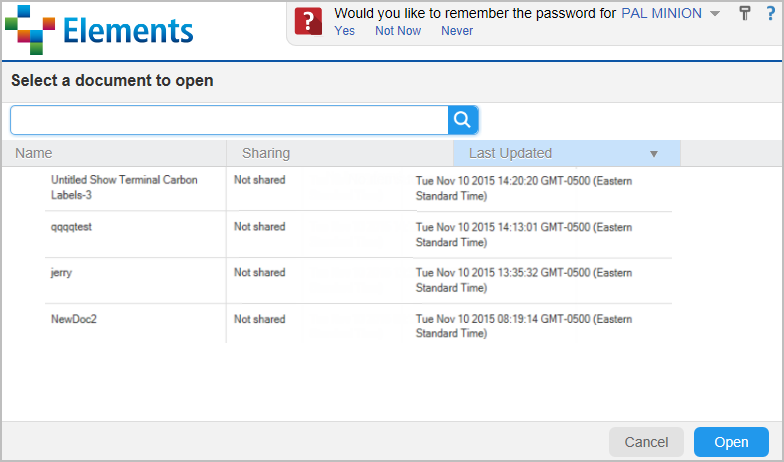 Elements
Would you like to remember the password for PAL MINION
Yes Not Now Never
Select a document to open
Name Sharing Last Updated
Untitled Show Terminal Carbon Labels-3 Not shared Tue Nov 10 2015 14:20:20 GMT-0500 (Eastern Standard Time)
qqqqtest Not shared Tue Nov 10 2015 14:13:01 GMT-0500 (Eastern Standard Time)
jerry Not shared Tue Nov 10 2015 13:35:32 GMT-0500 (Eastern Standard Time)
NewDoc2 Not shared Tue Nov 10 2015 08:19:14 GMT-0500 (Eastern Standard Time)
Cancel Open